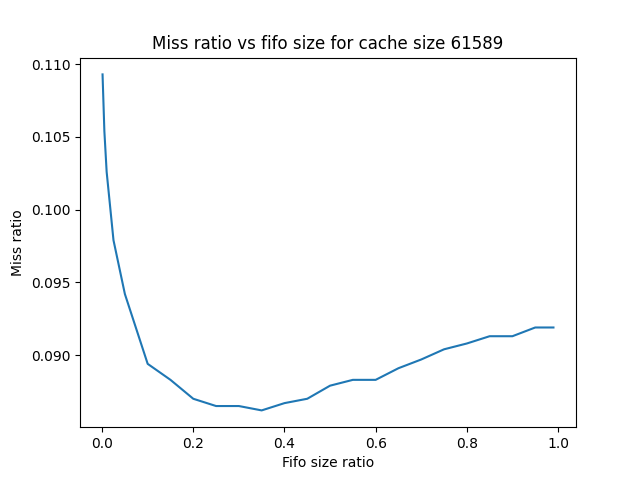 Miss ratio vs fifo size for cache size 61589
0.110
0.105
0.100
0.095
0.090
Miss ratio
0.0 0.2 0.4 0.6 0.8 1.0
Fifo size ratio